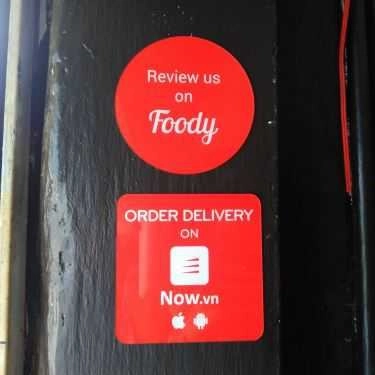 Review us
on
Foody
ORDER DELIVERY
ON
Now.vn